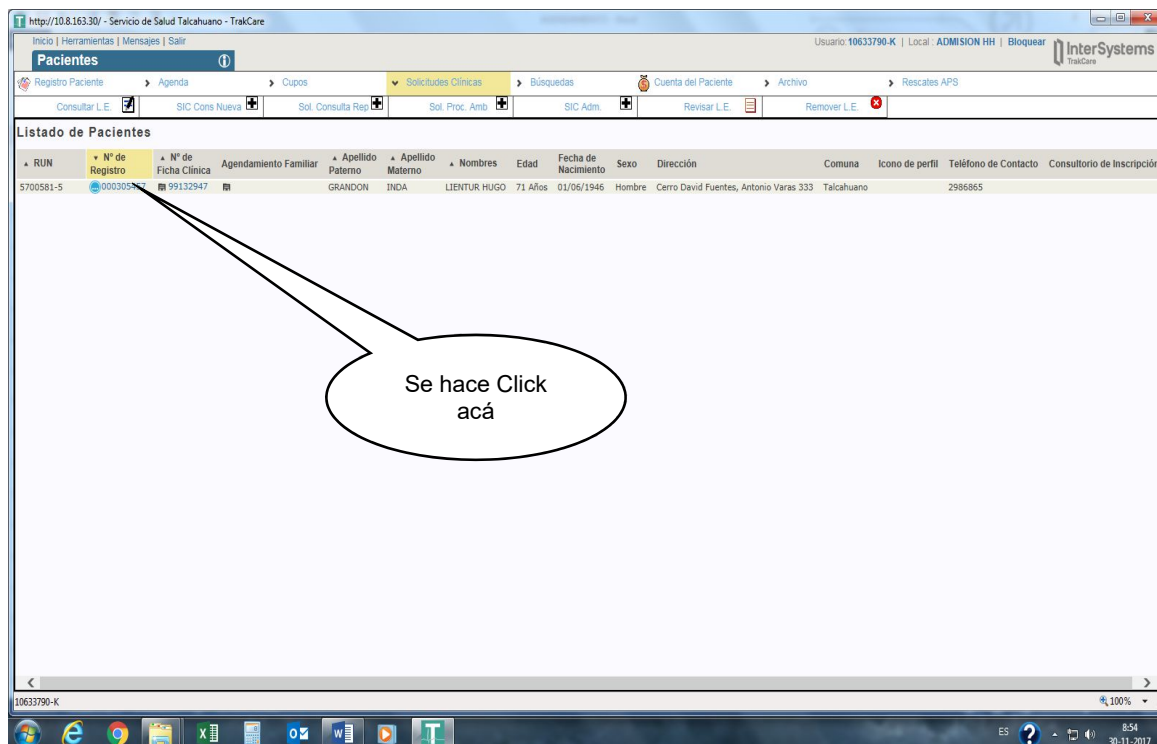 http://10.8.163.30/ - Servicio de Salud Talcahuano - TrakCare
Inicio | Herramientas | Mensajes | Salir
Usuario: 10633790-K | Local : ADMISION HH | Bloquear
InterSystems
TrakCare
Pacientes
Registro Paciente Agenda Cupos Solicitudes Clínicas Búsquedas Cuenta del Paciente Archivo Rescates APS
Consultar L.E. SIC Cons Nueva Sol. Consulta Rep Sol. Proc. Amb SIC Adm. Revisar L.E. Remover L.E.
Listado de Pacientes
RUN Nº de Registro Nº de Ficha Clínica Agendamiento Familiar Apellido Paterno Apellido Materno Nombres Edad Fecha de Nacimiento Sexo Dirección Comuna Icono de perfil Teléfono de Contacto Consultorio de Inscripción
5700581-5 99132947 GRANDON INDA LIENTUR HUGO 71 Años 01/06/1946 Hombre Cerro David Fuentes, Antonio Varas 333 Talcahuano 2986865
Se hace Click
acá
10633790-K
100%
ES
8:54
30-11-2017